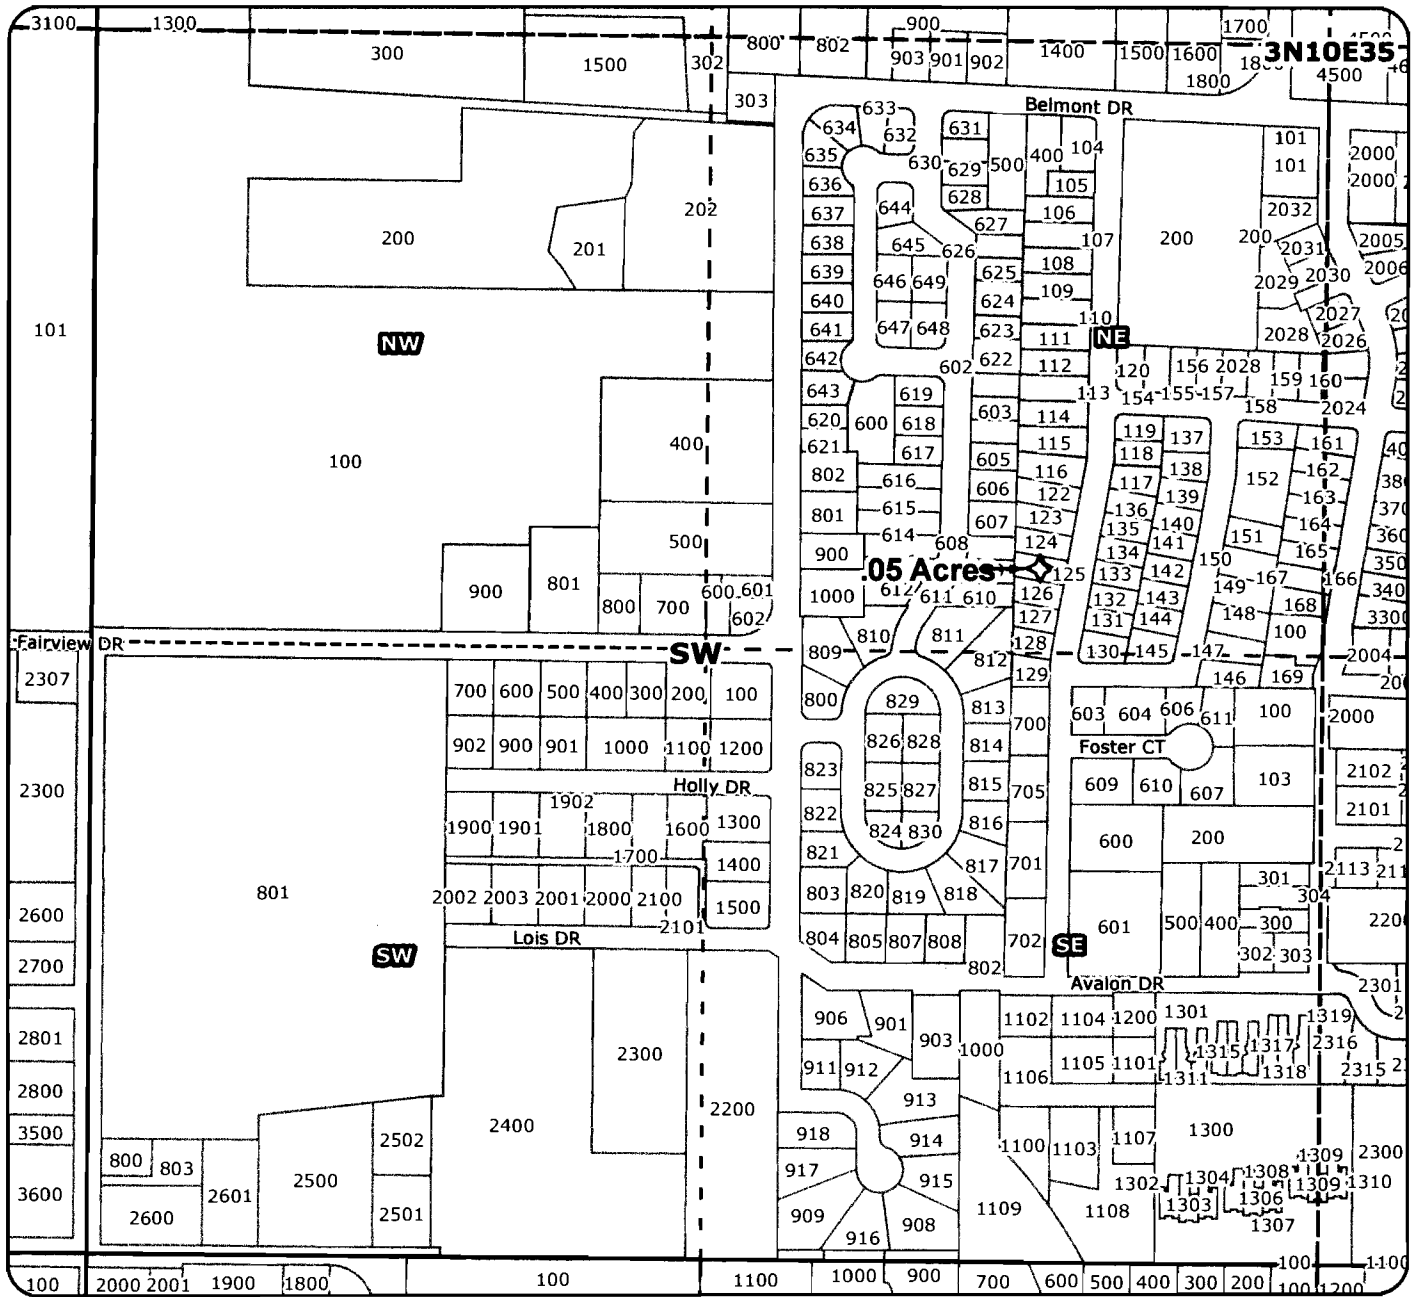 3100 1300 300 1500 302 800 802 900 903 901 902 1400 1500 1600 1700 1800 3N10E35 4500
303 Belmont DR
634 633 632 631 630 629 628 500 400 104 105 106 101 101 2000 2000
635 636 637 638 639 640 641 642 643
644 645 646 649 647 648 626 627 625 624 623 622 602
107 108 109 110 111 112 113 114 115 116
200 201 202
200 200 2032 2031 2030 2029 2028 2027 2026 2005 2006
101 NW NE
120 156 2028 159 160 154 155 157 158 2024
619 618 617 616 615 614 600 620 621 603 605 606 607 608
119 118 117 137 138 139 153 152 161 162 163 164 165
100 400 500
802 801 900 1000
122 123 124 125 126 127 128 129
136 135 134 133 132 131 130
140 141 142 143 144 145
150 151 149 148 147 146 167 168 100 169 166
.05 Acres
611 610
900 801 800 700 601 602
Fairview DR
SW
2307 2300 2600 2700 2801 2800 3500 3600
810 811 809 812 800 829 813 814 815 816 817 818 819 820
826 828 825 827 824 830
823 822 821 803 804 805 807 808 802
700 600 500 400 300 200 100
902 900 901 1000 1100 1200
Holly DR
1900 1901 1902 1800 1600 1300
1700 1400
2002 2003 2001 2000 2100 2101 1500
Lois DR
700 705 701 702
603 604 606 611 100 2004 2000
Foster CT
609 610 607 103 2102 2101
600 200 2113
601 500 400 301 304 300 302 303
SE
Avalon DR
2301
801 SW
2300 2400 2200
906 901 903 1000 1102 1104 1200 1301 1319
911 912 1106 1105 1101 1315 1317 2316
1311 1318 2315
913 914 915 918 917 909 916 908
1100 1103 1107 1300 2300
1109 1108 1302 1304 1303 1308 1306 1307 1309 1309 1310
2502 2501 2500 2601
800 803 2600
100 2000 2001 1900 1800 100 1100 1000 900 700 600 500 400 300 200 100 100 1200 1100